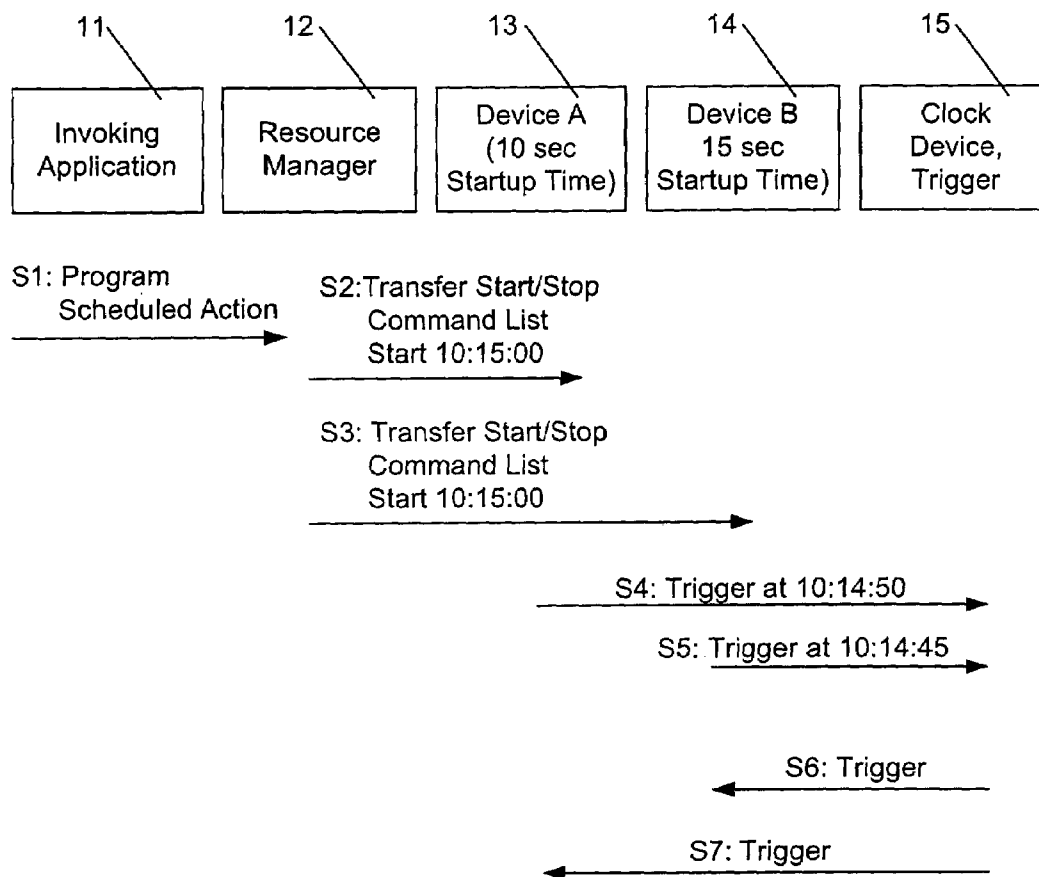 11
12
13
14
15
Invoking
Application
Resource
Manager
Device A
(10 sec
Startup Time)
Device B
15 sec
Startup Time)
Clock
Device,
Trigger
S1: Program
Scheduled Action
S2:Transfer Start/Stop
Command List
Start 10:15:00
S3: Transfer Start/Stop
Command List
Start 10:15:00
S4: Trigger at 10:14:50
S5: Trigger at 10:14:45
S6: Trigger
S7: Trigger